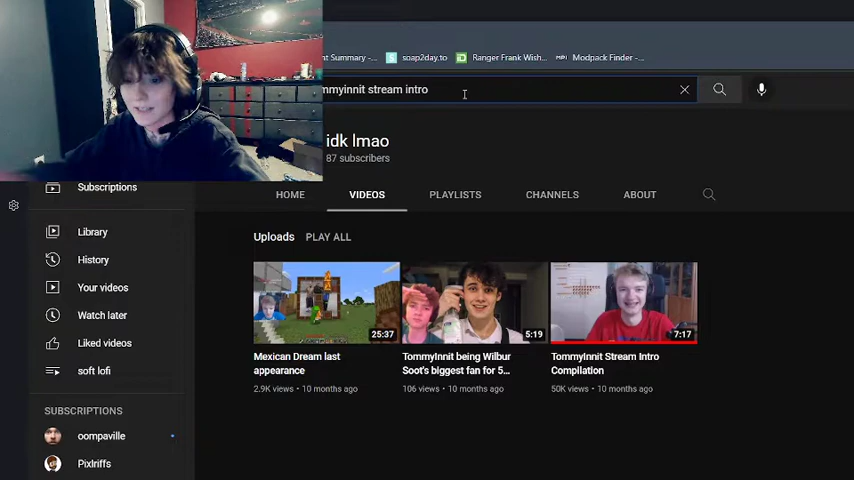 nt Summary -... soap2day.to iD Ranger Frank Wish... MPI Modpack Finder -...
mmyinnit stream intro
idk lmao
87 subscribers
Subscriptions
HOME VIDEOS PLAYLISTS CHANNELS ABOUT
Library
Uploads PLAY ALL
History
Your videos
Watch later
25:37 5:19 7:17
Liked videos
Mexican Dream last appearance
TommyInnit being Wilbur Soot's biggest fan for 5...
TommyInnit Stream Intro Compilation
soft lofi
2.9K views • 10 months ago 106 views • 10 months ago 50K views • 10 months ago
SUBSCRIPTIONS
oompaville
Pixlriffs